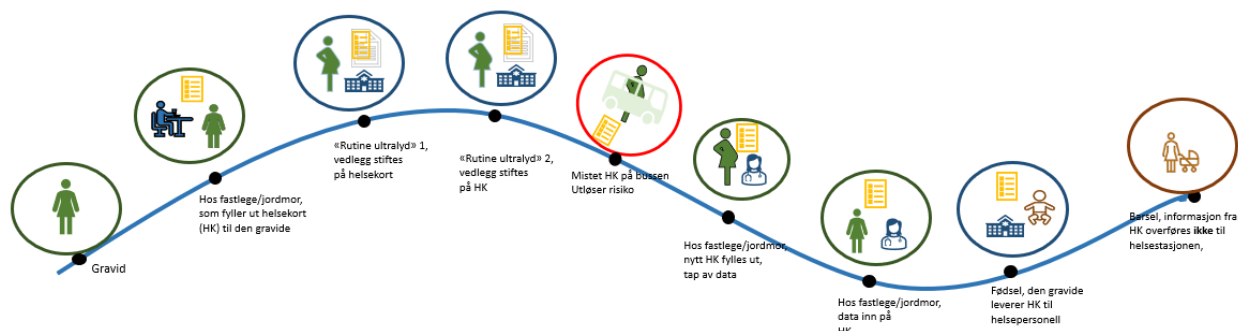 Gravid
Hos fastlege/jordmor,
som fyller ut helsekort
(HK) til den gravide
«Rutine ultralyd» 1,
vedlegg stiftes
på helsekort
«Rutine ultralyd» 2,
vedlegg stiftes
på HK
Mistet HK på bussen
Utløser risiko
Hos fastlege/jordmor,
nytt HK fylles ut,
tap av data
Hos fastlege/jordmor,
data inn på
HK
Fødsel, den gravide
leverer HK til
helsepersonell
Barsel, informasjon fra
HK overføres ikke til
helsestasjonen,